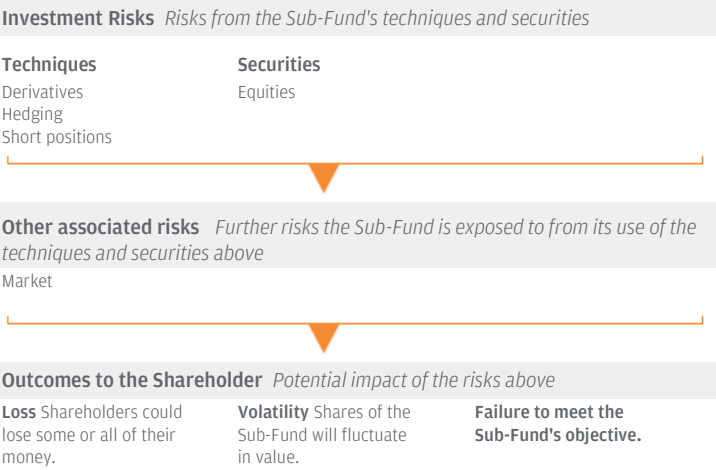 Investment Risks Risks from the Sub-Fund's techniques and securities
Techniques
Derivatives
Hedging
Short positions
Securities
Equities
Other associated risks Further risks the Sub-Fund is exposed to from its use of the
techniques and securities above
Market
Outcomes to the Shareholder Potential impact of the risks above
Loss Shareholders could
lose some or all of their
money.
Volatility Shares of the
Sub-Fund will fluctuate
in value.
Failure to meet the
Sub-Fund's objective.